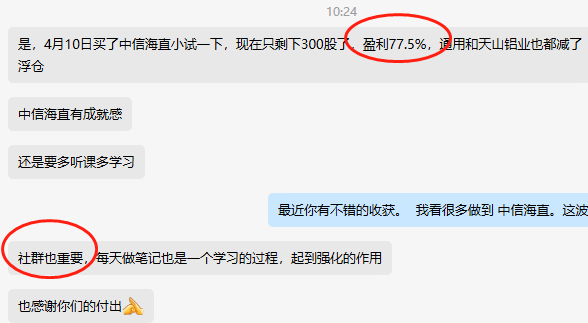 10:24
是，4月10日买了中信海直小试一下，现在只剩下300股了，盈利77.5%，通用和天山铝业也都减了
浮仓
中信海直有成就感
还是要多听课多学习
最近你有不错的收获。 我看很多做到 中信海直。这波
社群也重要，每天做笔记也是一个学习的过程，起到强化的作用
也感谢你们的付出